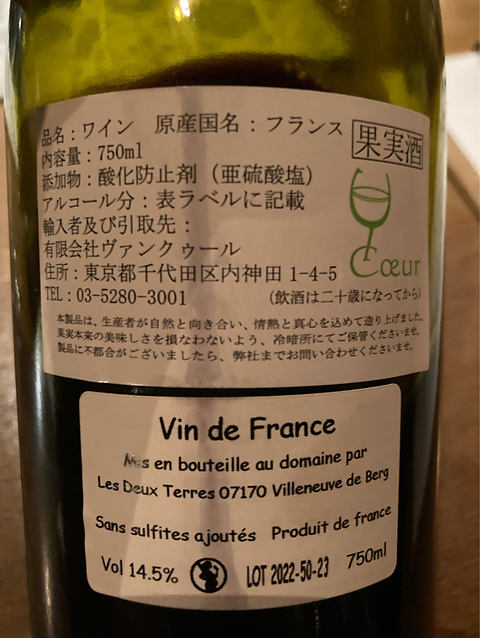 品名：ワイン　原産国名：フランス
果実酒
内容量：750ml
添加物：酸化防止剤（亜硫酸塩）
アルコール分：表ラベルに記載
輸入者及び引取先：
有限会社ヴァンクゥール
住所：東京都千代田区内神田 1-4-5
TEL：03-5280-3001　（飲酒は二十歳になってから）
Cœur
本製品は、生産者が自然と向き合い、情熱と真心を込めて造り上げました。
果実本来の美味しさを損なわないよう、冷暗所にてご保管くださいませ。
製品に不都合がございましたら、弊社までお問い合わせくださいませ。
Vin de France
Mis en bouteille au domaine par
Les Deux Terres 07170 Villeneuve de Berg
Sans sulfites ajoutés Produit de france
Vol 14.5% LOT 2022-50-23 750ml